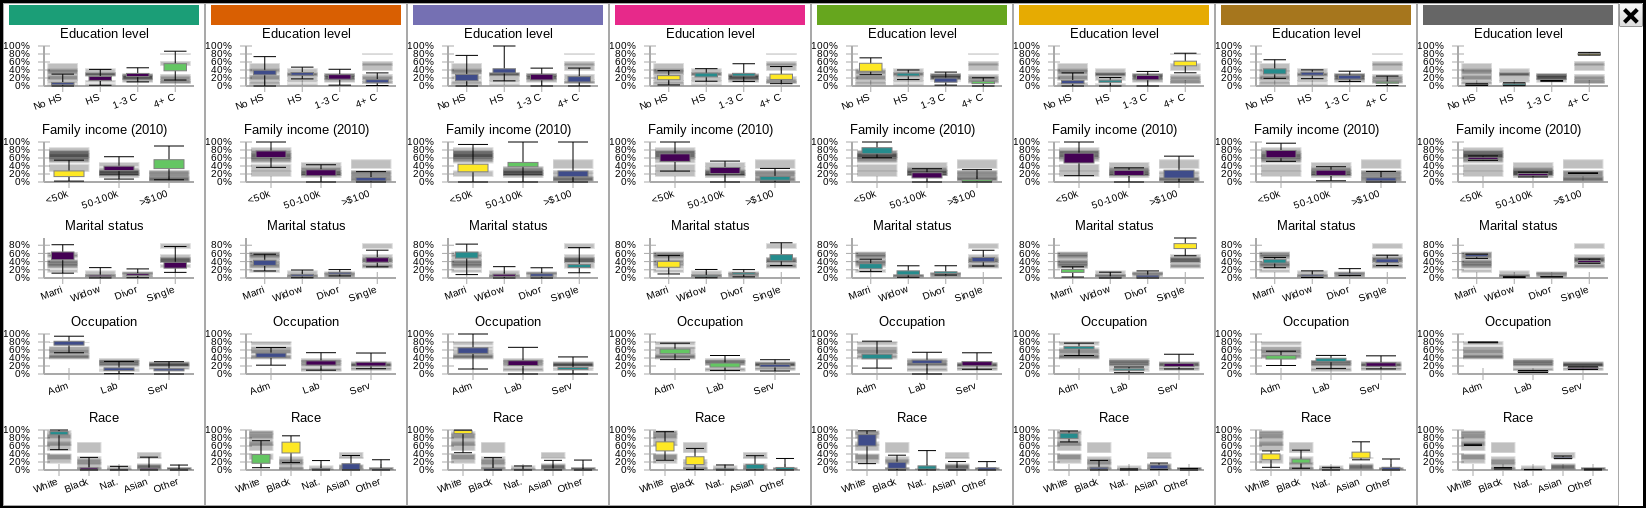 Education level Education level Education level Education level Education level Education level Education level Education level
100% 100% 100% 100% 100% 100% 100% 100%
80% 80% 80% 80% 80% 80% 80% 80%
60% 60% 60% 60% 60% 60% 60% 60%
40% 40% 40% 40% 40% 40% 40% 40%
20% 20% 20% 20% 20% 20% 20% 20%
0% 0% 0% 0% 0% 0% 0% 0%
No HS HS 1-3 C 4+ C No HS HS 1-3 C 4+ C No HS HS 1-3 C 4+ C No HS HS 1-3 C 4+ C No HS HS 1-3 C 4+ C No HS HS 1-3 C 4+ C No HS HS 1-3 C 4+ C No HS HS 1-3 C 4+ C
Family income (2010) Family income (2010) Family income (2010) Family income (2010) Family income (2010) Family income (2010) Family income (2010) Family income (2010)
100% 100% 100% 100% 100% 100% 100% 100%
80% 80% 80% 80% 80% 80% 80% 80%
60% 60% 60% 60% 60% 60% 60% 60%
40% 40% 40% 40% 40% 40% 40% 40%
20% 20% 20% 20% 20% 20% 20% 20%
0% 0% 0% 0% 0% 0% 0% 0%
<50k 50-100k >$100 <50k 50-100k >$100 <50k 50-100k >$100 <50k 50-100k >$100 <50k 50-100k >$100 <50k 50-100k >$100 <50k 50-100k >$100 <50k 50-100k >$100
Marital status Marital status Marital status Marital status Marital status Marital status Marital status Marital status
80% 80% 80% 80% 80% 80% 80% 80%
60% 60% 60% 60% 60% 60% 60% 60%
40% 40% 40% 40% 40% 40% 40% 40%
20% 20% 20% 20% 20% 20% 20% 20%
0% 0% 0% 0% 0% 0% 0% 0%
Marri Widow Divor Single Marri Widow Divor Single Marri Widow Divor Single Marri Widow Divor Single Marri Widow Divor Single Marri Widow Divor Single Marri Widow Divor Single Marri Widow Divor Single
Occupation Occupation Occupation Occupation Occupation Occupation Occupation Occupation
100% 100% 100% 100% 100% 100% 100% 100%
80% 80% 80% 80% 80% 80% 80% 80%
60% 60% 60% 60% 60% 60% 60% 60%
40% 40% 40% 40% 40% 40% 40% 40%
20% 20% 20% 20% 20% 20% 20% 20%
0% 0% 0% 0% 0% 0% 0% 0%
Adm Lab Serv Adm Lab Serv Adm Lab Serv Adm Lab Serv Adm Lab Serv Adm Lab Serv Adm Lab Serv Adm Lab Serv
Race Race Race Race Race Race Race Race
100% 100% 100% 100% 100% 100% 100% 100%
80% 80% 80% 80% 80% 80% 80% 80%
60% 60% 60% 60% 60% 60% 60% 60%
40% 40% 40% 40% 40% 40% 40% 40%
20% 20% 20% 20% 20% 20% 20% 20%
0% 0% 0% 0% 0% 0% 0% 0%
White Black Nat. Asian Other White Black Nat. Asian Other White Black Nat. Asian Other White Black Nat. Asian Other White Black Nat. Asian Other White Black Nat. Asian Other White Black Nat. Asian Other White Black Nat. Asian Other